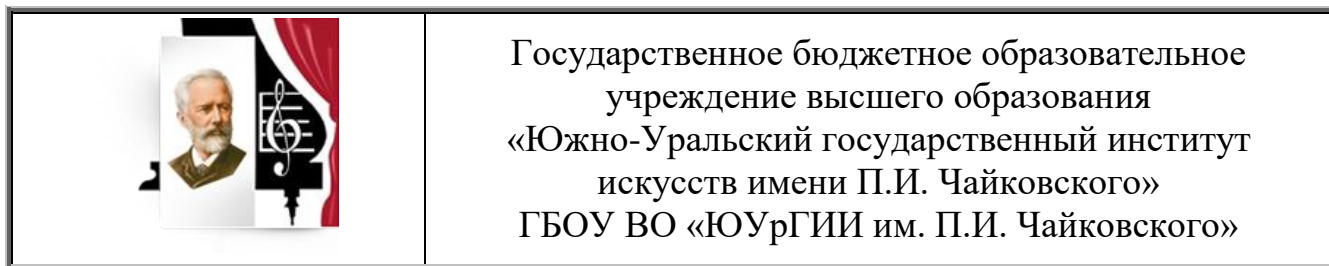 Государственное бюджетное образовательное
учреждение высшего образования
«Южно-Уральский государственный институт
искусств имени П.И. Чайковского»
ГБОУ ВО «ЮУрГИИ им. П.И. Чайковского»